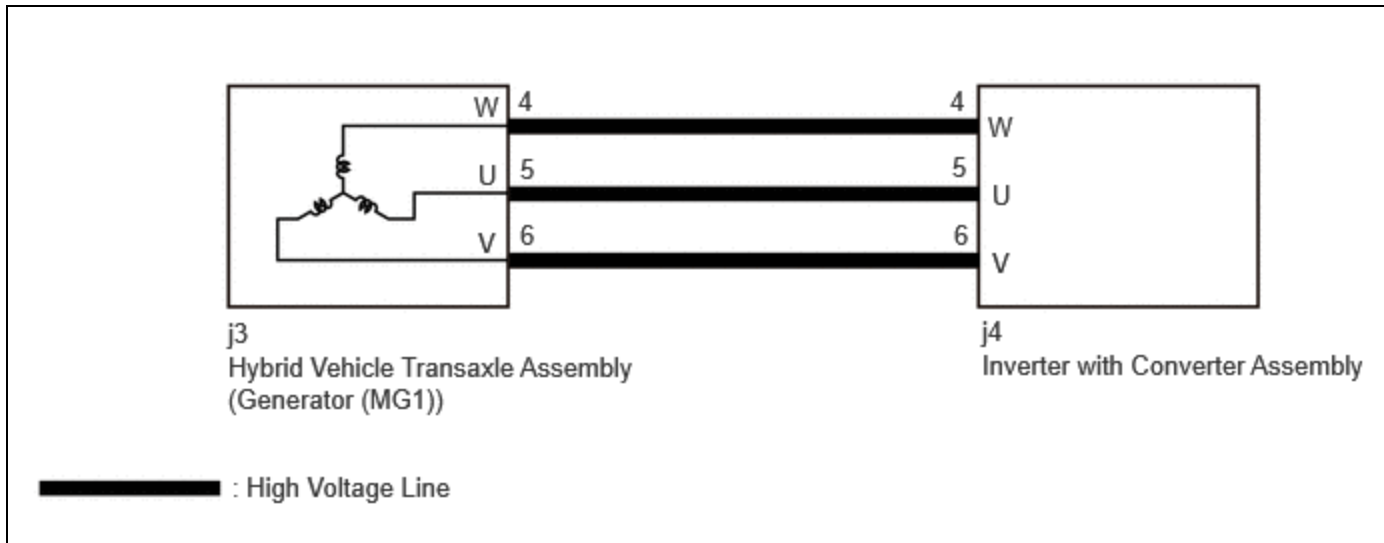 W 4 4 W
U 5 5 U
V 6 6 V
j3
Hybrid Vehicle Transaxle Assembly
(Generator (MG1))
j4
Inverter with Converter Assembly
: High Voltage Line